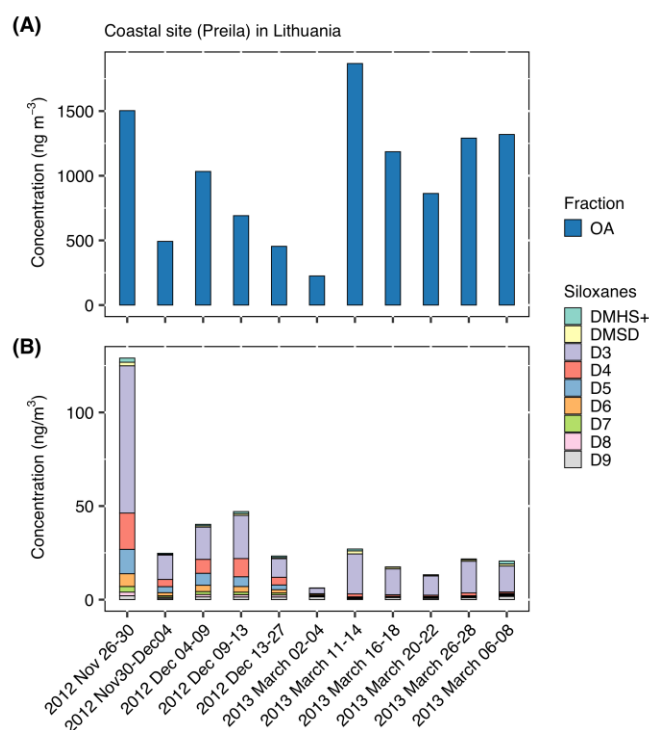 (A)
Coastal site (Preila) in Lithuania
Concentration (ng m⁻³)
1500
1000
500
0
Fraction
OA
(B)
Concentration (ng/m³)
100
50
0
Siloxanes
DMHS+
DMSD
D3
D4
D5
D6
D7
D8
D9
2012 Nov 26-30
2012 Nov30-Dec04
2012 Dec 04-09
2012 Dec 09-13
2012 Dec 13-27
2013 March 02-04
2013 March 11-14
2013 March 16-18
2013 March 20-22
2013 March 26-28
2013 March 06-08